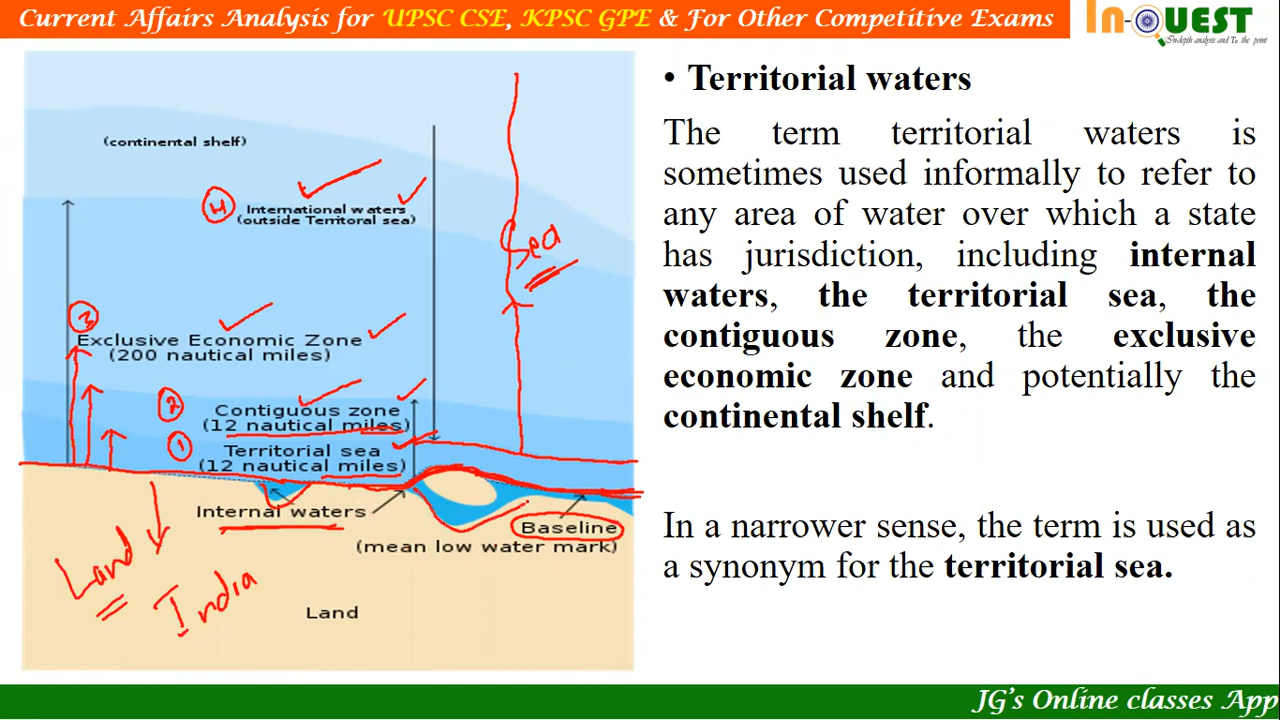 Current Affairs Analysis for UPSC CSE, KPSC GPE & For Other Competitive Exams
In-QUEST
In-depth analysis and To the point
(continental shelf)
4
International waters
(outside Territoral sea)
Sea
3
Exclusive Economic Zone
(200 nautical miles)
2
Contiguous zone
(12 nautical miles)
1
Territorial sea
(12 nautical miles)
Internal waters
Baseline
(mean low water mark)
Land
India
Land
• Territorial waters
The term territorial waters is
sometimes used informally to refer to
any area of water over which a state
has jurisdiction, including internal
waters, the territorial sea, the
contiguous zone, the exclusive
economic zone and potentially the
continental shelf.
In a narrower sense, the term is used as
a synonym for the territorial sea.
JG's Online classes App